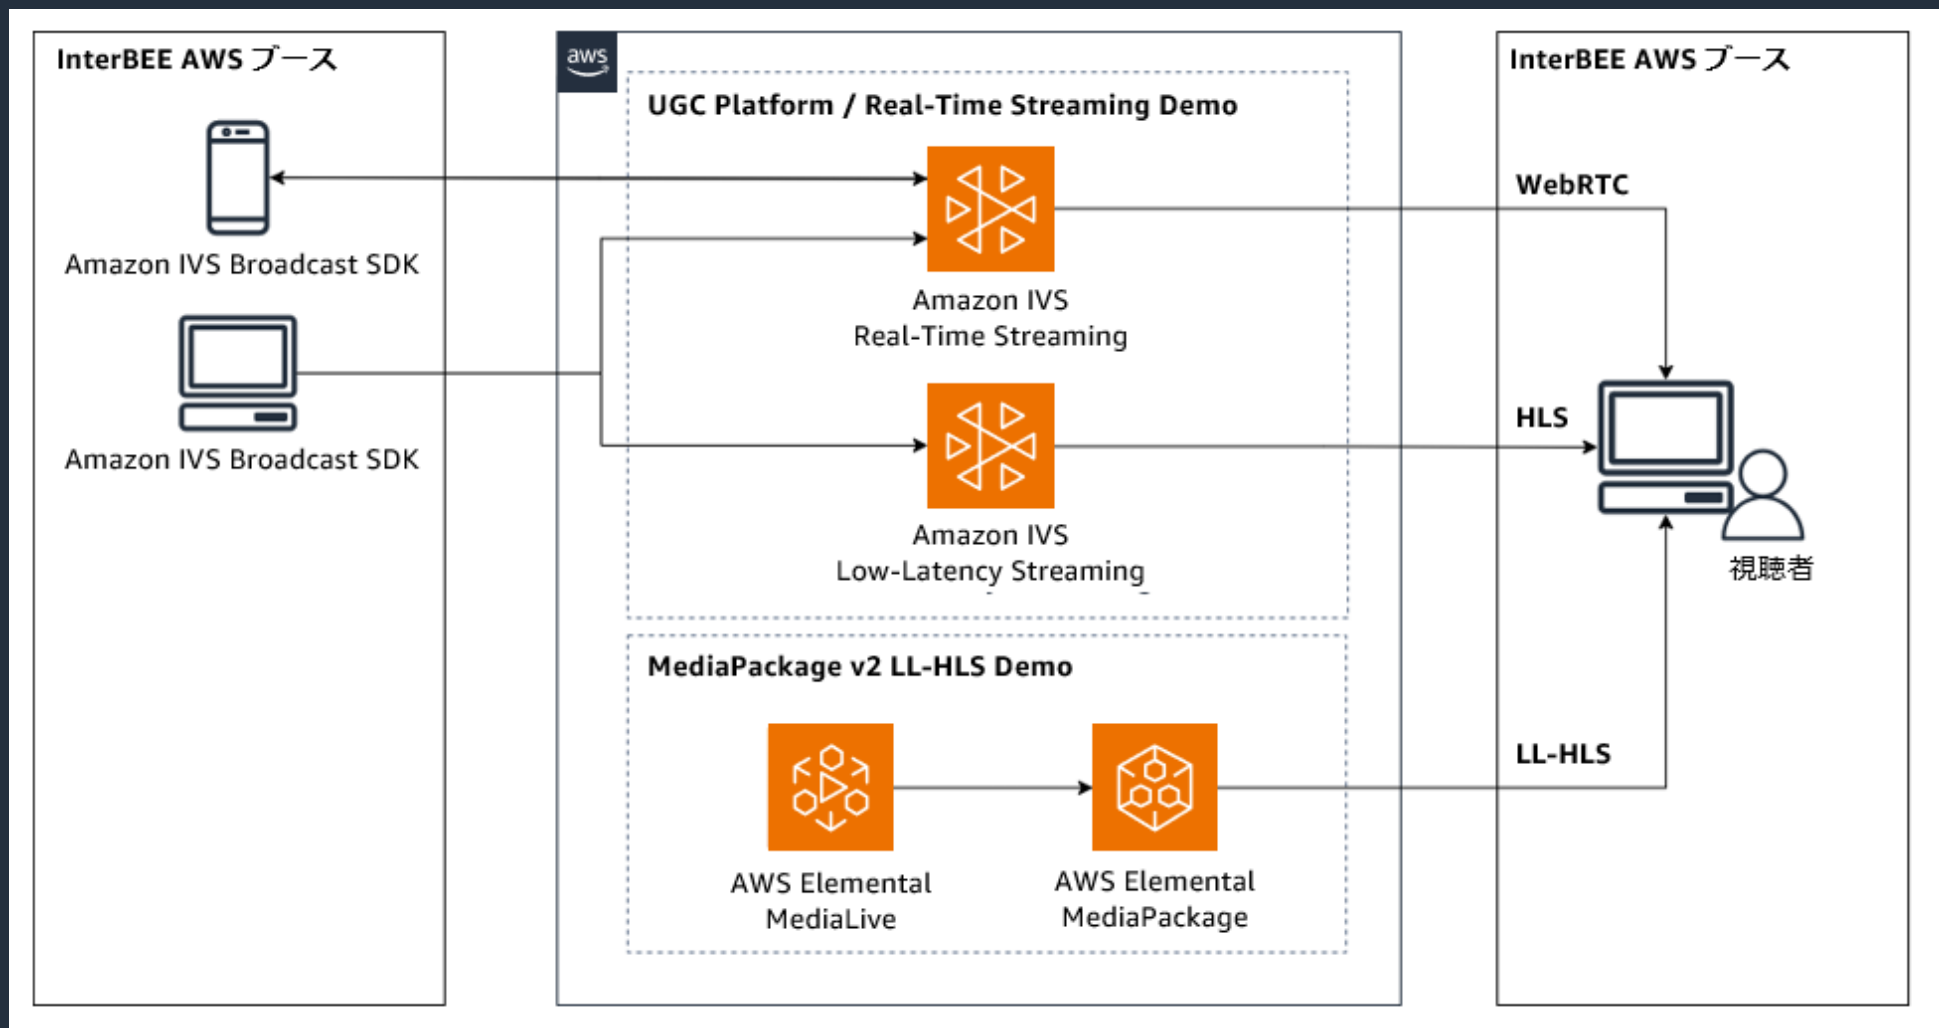 InterBEE AWS ブース
Amazon IVS Broadcast SDK
Amazon IVS Broadcast SDK
aws
UGC Platform / Real-Time Streaming Demo
Amazon IVS
Real-Time Streaming
Amazon IVS
Low-Latency Streaming
MediaPackage v2 LL-HLS Demo
AWS Elemental
MediaLive
AWS Elemental
MediaPackage
InterBEE AWS ブース
WebRTC
HLS
視聴者
LL-HLS